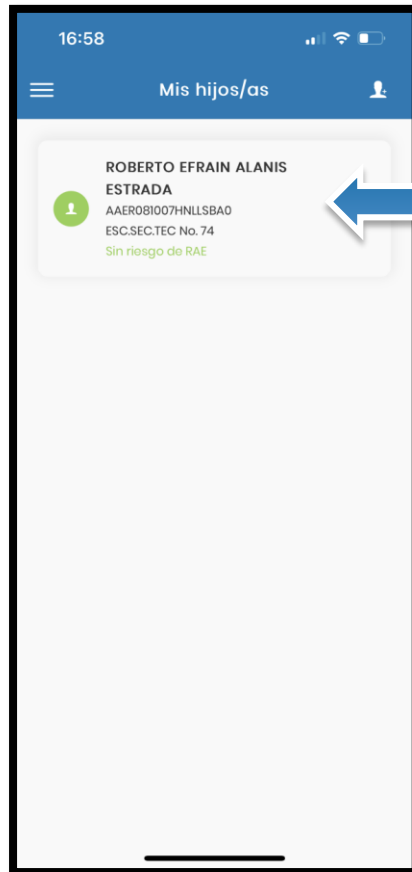 16:58
Mis hijos/as
ROBERTO EFRAIN ALANIS
ESTRADA
AAER081007HNLLSBA0
ESC.SEC.TEC No. 74
Sin riesgo de RAE